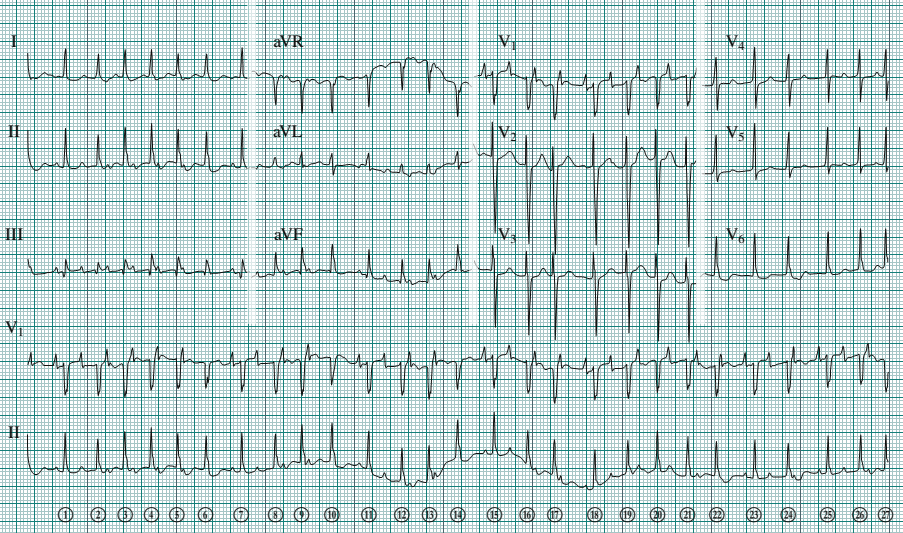 I aVR V1 V4
II aVL V2 V5
III aVF V3 V6
V1
II
1 2 3 4 5 6 7 8 9 10 11 12 13 14 15 16 17 18 19 20 21 22 23 24 25 26 27